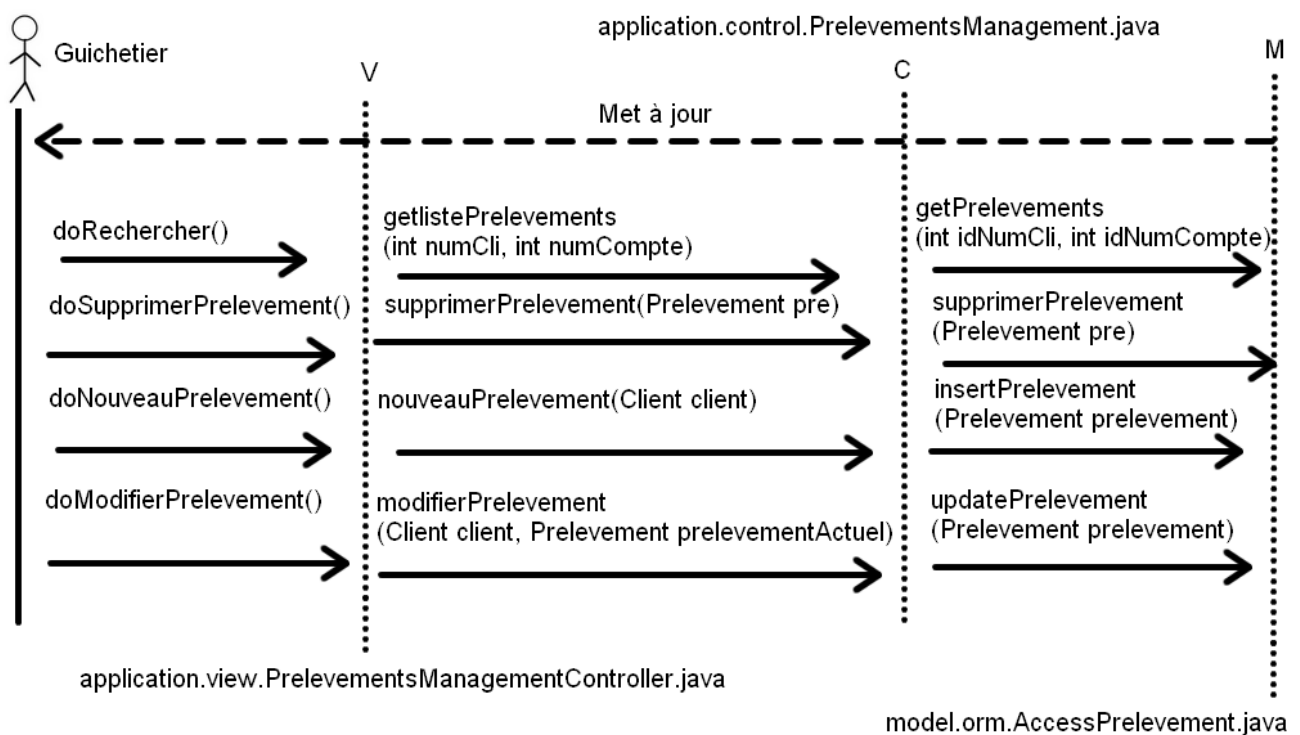 application.control.PrelevementsManagement.java
Guichetier
V
C
M
Met à jour
doRechercher()
getlistePrelevements
(int numCli, int numCompte)
getPrelevements
(int idNumCli, int idNumCompte)
doSupprimerPrelevement()
supprimerPrelevement(Prelevement pre)
supprimerPrelevement
(Prelevement pre)
doNouveauPrelevement()
nouveauPrelevement(Client client)
insertPrelevement
(Prelevement prelevement)
doModifierPrelevement()
modifierPrelevement
(Client client, Prelevement prelevementActuel)
updatePrelevement
(Prelevement prelevement)
application.view.PrelevementsManagementController.java
model.orm.AccessPrelevement.java